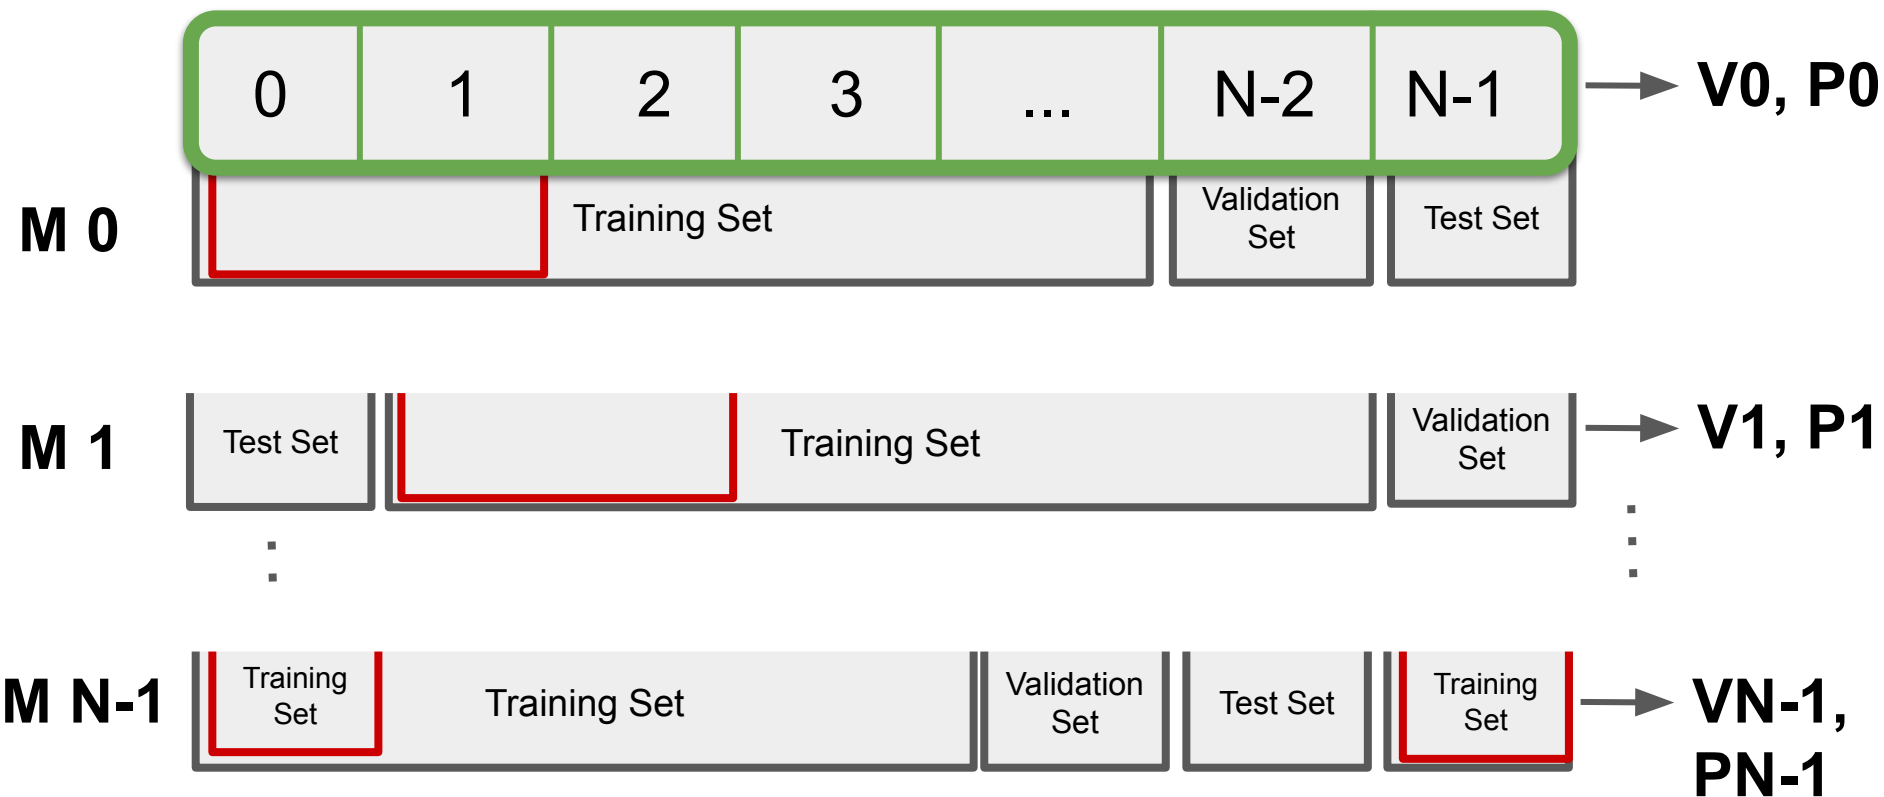 0 1 2 3 ... N-2 N-1 V0, P0
M 0 Training Set Validation
Set Test Set
M 1 Test Set Training Set Validation
Set V1, P1
M N-1 Training
Set Training Set Validation
Set Test Set Training
Set VN-1,
PN-1